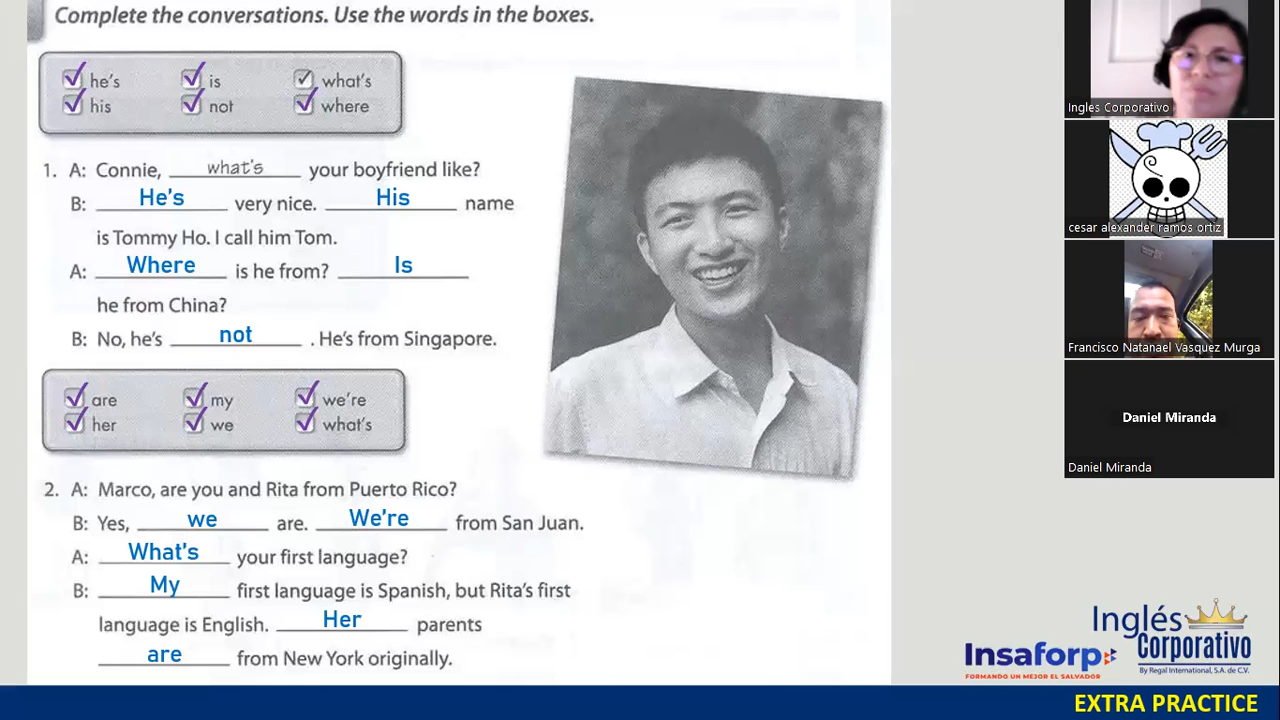 Complete the conversations. Use the words in the boxes.
he's is what's
his not where
1. A: Connie, what's your boyfriend like?
B: He's very nice. His name
is Tommy Ho. I call him Tom.
A: Where is he from? Is
he from China?
B: No, he's not . He's from Singapore.
are my we're
her we what's
2. A: Marco, are you and Rita from Puerto Rico?
B: Yes, we are. We're from San Juan.
A: What's your first language?
B: My first language is Spanish, but Rita's first
language is English. Her parents
are from New York originally.
Ingles Corporativo
cesar alexander ramos ortiz
Francisco Natanael Vasquez Murga
Daniel Miranda
Daniel Miranda
Inglés
Corporativo
By Regal International, S.A. de C.V.
Insaforp
FORMANDO UN MEJOR EL SALVADOR
EXTRA PRACTICE